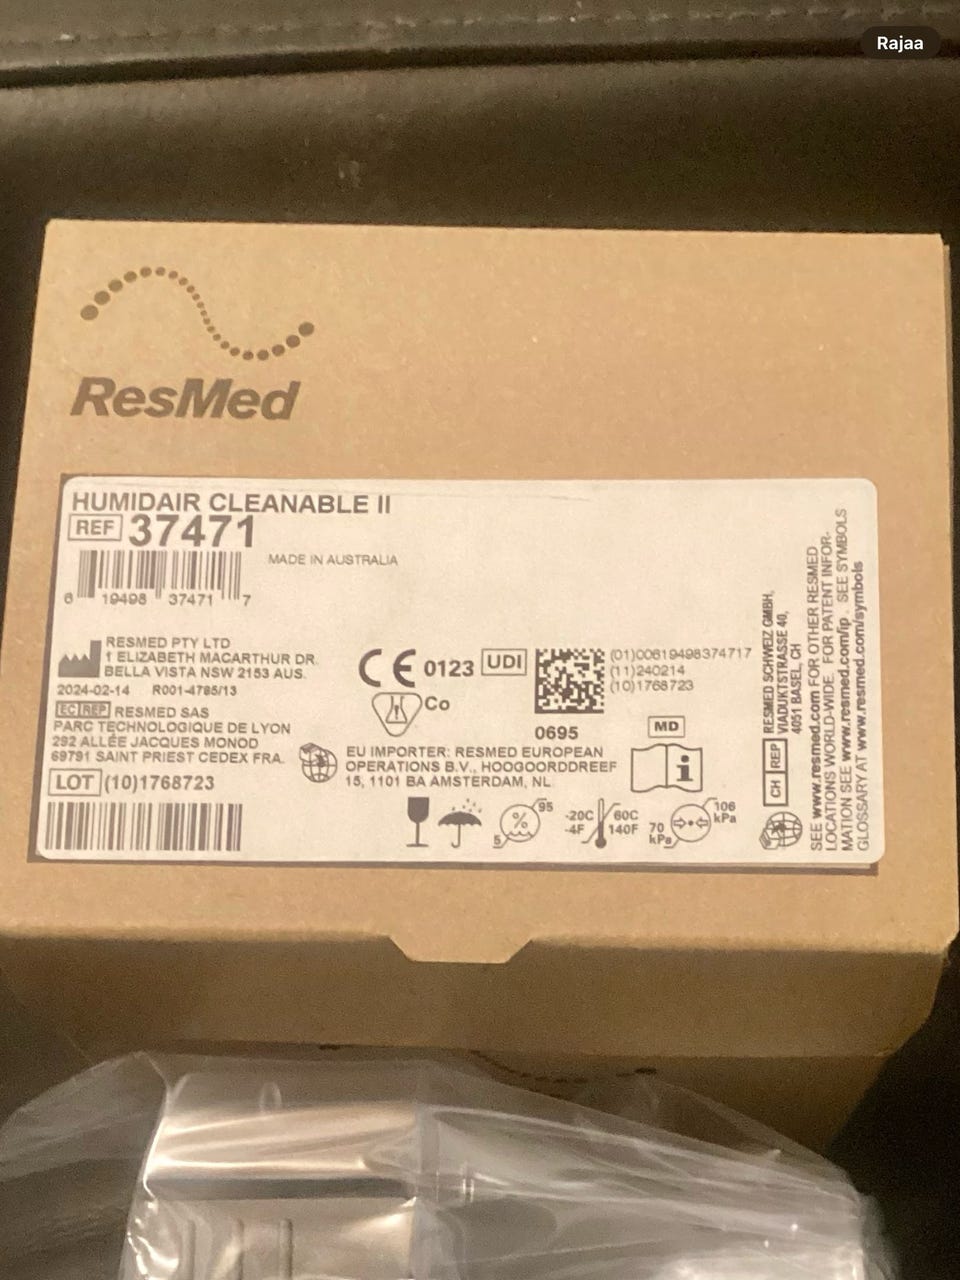 Rajaa
ResMed
HUMIDAIR CLEANABLE II
REF 37471
MADE IN AUSTRALIA
6 19498 37471 7
RESMED PTY LTD
1 ELIZABETH MACARTHUR DR.
BELLA VISTA NSW 2153 AUS.
2024-02-14 R001-4785/13
EC REP RESMED SAS
PARC TECHNOLOGIQUE DE LYON
292 ALLÉE JACQUES MONOD
69791 SAINT PRIEST CEDEX FRA.
LOT (10)1768723
CE 0123 UDI
(01)00619498374717
(11)240214
(10)1768723
Co
0695
MD
EU IMPORTER: RESMED EUROPEAN
OPERATIONS B.V., HOOGOORDDREEF
15, 1101 BA AMSTERDAM, NL
i
5 % 95
-20C
-4F
60C
140F
70
kPa
106
kPa
CH REP
RESMED SCHWEIZ GMBH,
VIADUKTSTRASSE 40,
4051 BASEL, CH
SEE www.resmed.com FOR OTHER RESMED
LOCATIONS WORLD-WIDE. FOR PATENT INFOR-
MATION SEE www.resmed.com/ip . SEE SYMBOLS
GLOSSARY AT www.resmed.com/symbols